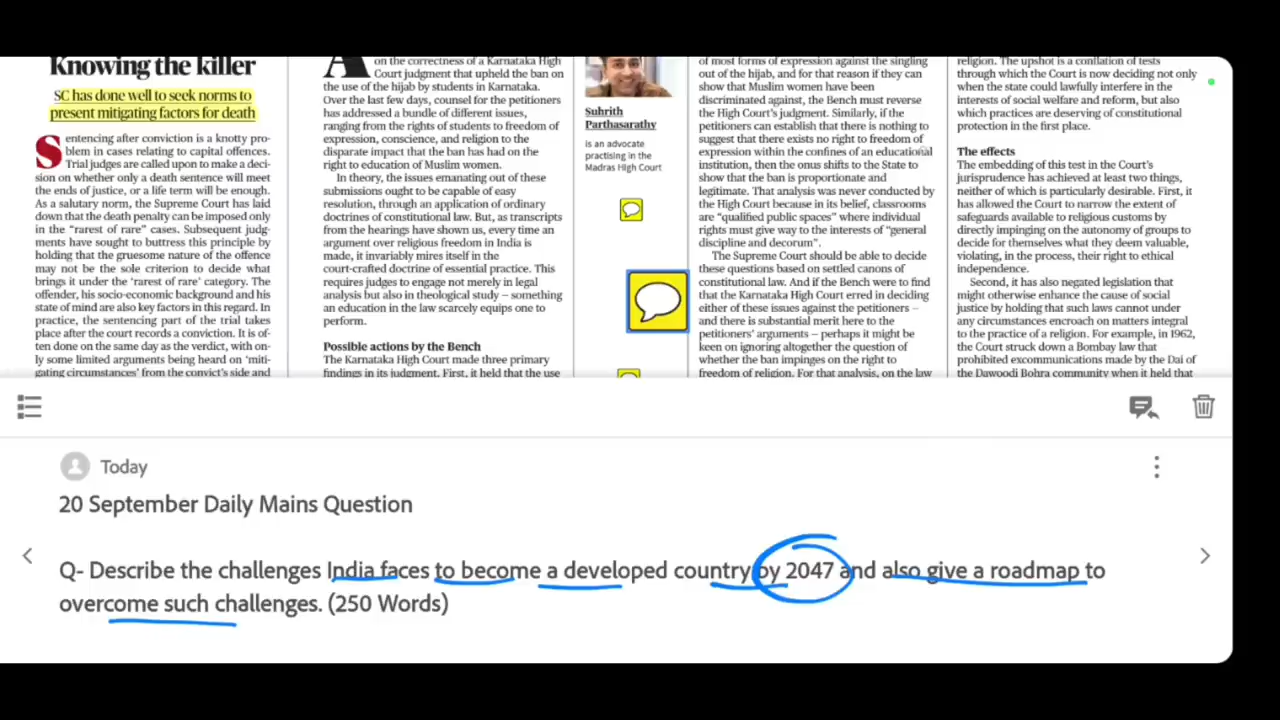 Knowing the killer
SC has done well to seek norms to
present mitigating factors for death
Sentencing after conviction is a knotty pro-
blem in cases relating to capital offences.
Trial judges are called upon to make a deci-
sion on whether only a death sentence will meet
the ends of justice, or a life term will be enough.
As a salutary norm, the Supreme Court has laid
down that the death penalty can be imposed only
in the “rarest of rare” cases. Subsequent judg-
ments have sought to buttress this principle by
holding that the gruesome nature of the offence
may not be the sole criterion to decide what
brings it under the ‘rarest of rare’ category. The
offender, his socio-economic background and his
state of mind are also key factors in this regard. In
practice, the sentencing part of the trial takes
place after the court records a conviction. It is of-
ten done on the same day as the verdict, with on-
ly some limited arguments being heard on ‘miti-
gating circumstances’ from the convict’s side and
A on the correctness of a Karnataka High
Court judgment that upheld the ban on
the use of the hijab by students in Karnataka.
Over the last few days, counsel for the petitioners
has addressed a bundle of different issues,
ranging from the rights of students to freedom of
expression, conscience, and religion to the
disparate impact that the ban has had on the
right to education of Muslim women.
In theory, the issues emanating out of these
submissions ought to be capable of easy
resolution, through an application of ordinary
doctrines of constitutional law. But, as transcripts
from the hearings have shown us, every time an
argument over religious freedom in India is
made, it invariably mires itself in the
court-crafted doctrine of essential practice. This
requires judges to engage not merely in legal
analysis but also in theological study – something
an education in the law scarcely equips one to
perform.
Possible actions by the Bench
The Karnataka High Court made three primary
findings in its judgment. First, it held that the use
Suhrith
Parthasarathy
is an advocate
practising in the
Madras High Court
of most forms of expression against the singling
out of the hijab, and for that reason if they can
show that Muslim women have been
discriminated against, the Bench must reverse
the High Court’s judgment. Similarly, if the
petitioners can establish that there is nothing to
suggest that there exists no right to freedom of
expression within the confines of an educational
institution, then the onus shifts to the State to
show that the ban is proportionate and
legitimate. That analysis was never conducted by
the High Court because in its belief, classrooms
are “qualified public spaces” where individual
rights must give way to the interests of “general
discipline and decorum”.
The Supreme Court should be able to decide
these questions based on settled canons of
constitutional law. And if the Bench were to find
that the Karnataka High Court erred in deciding
either of these issues against the petitioners –
and there is substantial merit here to the
petitioners’ arguments – perhaps it might be
keen on ignoring altogether the question of
whether the ban impinges on the right to
freedom of religion. For that analysis, on the law
religion. The upshot is a conflation of tests
through which the Court is now deciding not only
when the state could lawfully interfere in the
interests of social welfare and reform, but also
which practices are deserving of constitutional
protection in the first place.
The effects
The embedding of this test in the Court’s
jurisprudence has achieved at least two things,
neither of which is particularly desirable. First, it
has allowed the Court to narrow the extent of
safeguards available to religious customs by
directly impinging on the autonomy of groups to
decide for themselves what they deem valuable,
violating, in the process, their right to ethical
independence.
Second, it has also negated legislation that
might otherwise enhance the cause of social
justice by holding that such laws cannot under
any circumstances encroach on matters integral
to the practice of a religion. For example, in 1962,
the Court struck down a Bombay law that
prohibited excommunications made by the Dai of
the Dawoodi Bohra community when it held that
Today
20 September Daily Mains Question
Q- Describe the challenges India faces to become a developed country by 2047 and also give a roadmap to
overcome such challenges. (250 Words)